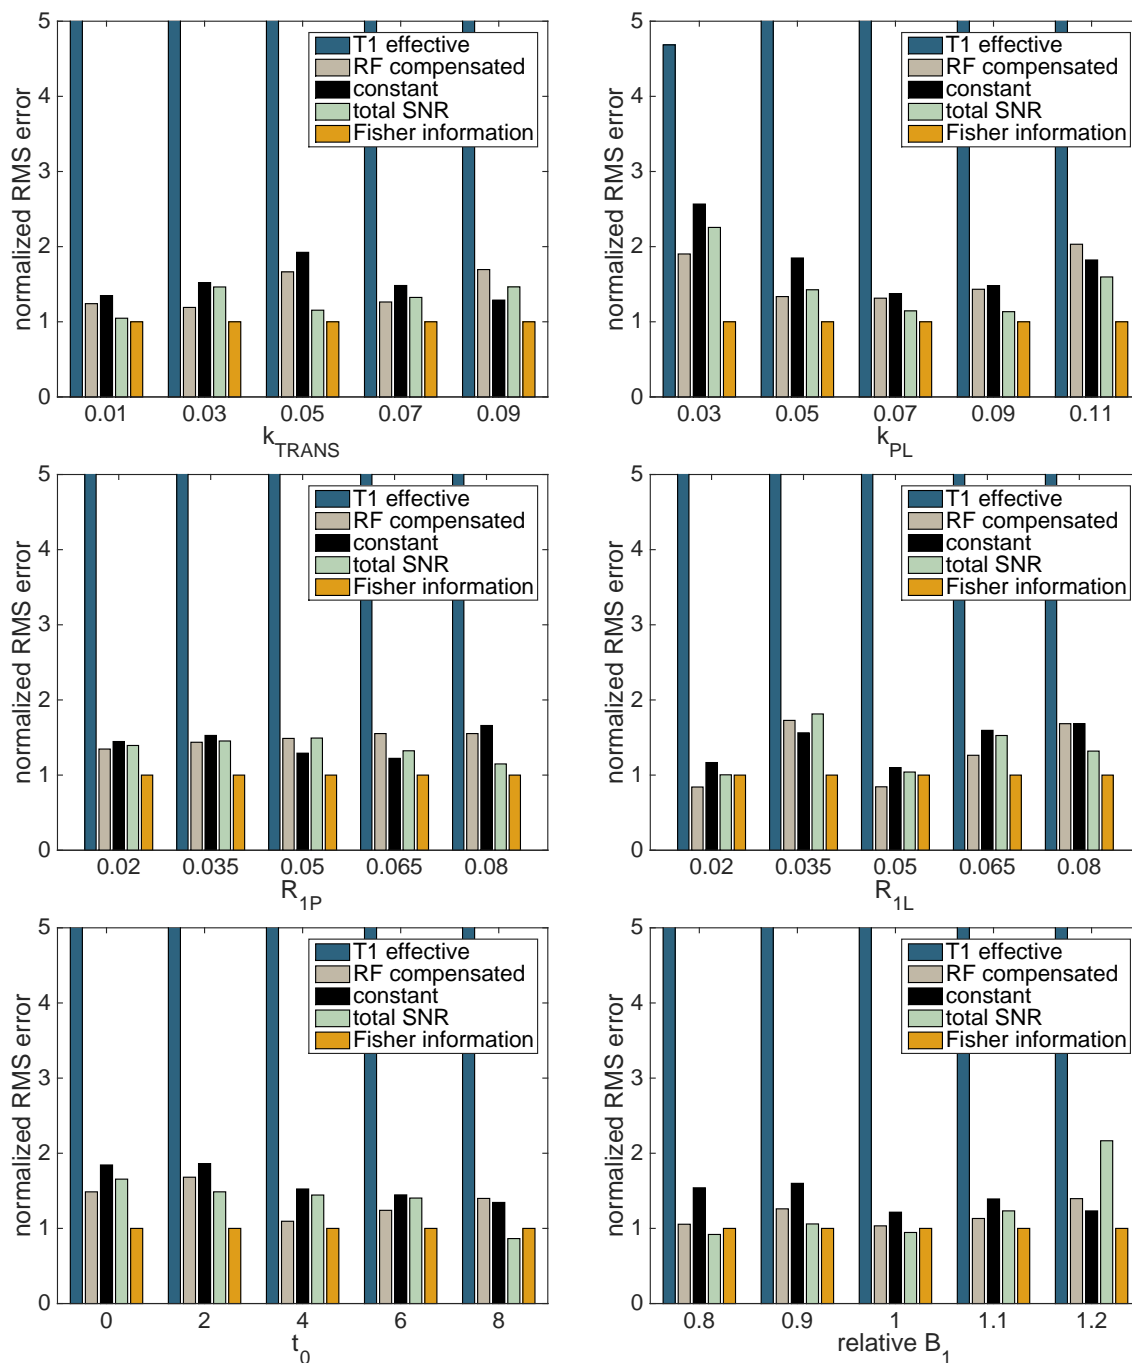 normalized RMS error
5
4
3
2
1
0
T1 effective
RF compensated
constant
total SNR
Fisher information
0.01 0.03 0.05 0.07 0.09
k_TRANS
normalized RMS error
5
4
3
2
1
0
T1 effective
RF compensated
constant
total SNR
Fisher information
0.03 0.05 0.07 0.09 0.11
k_PL
normalized RMS error
5
4
3
2
1
0
T1 effective
RF compensated
constant
total SNR
Fisher information
0.02 0.035 0.05 0.065 0.08
R_1P
normalized RMS error
5
4
3
2
1
0
T1 effective
RF compensated
constant
total SNR
Fisher information
0.02 0.035 0.05 0.065 0.08
R_1L
normalized RMS error
5
4
3
2
1
0
T1 effective
RF compensated
constant
total SNR
Fisher information
0 2 4 6 8
t_0
normalized RMS error
5
4
3
2
1
0
T1 effective
RF compensated
constant
total SNR
Fisher information
0.8 0.9 1 1.1 1.2
relative B_1